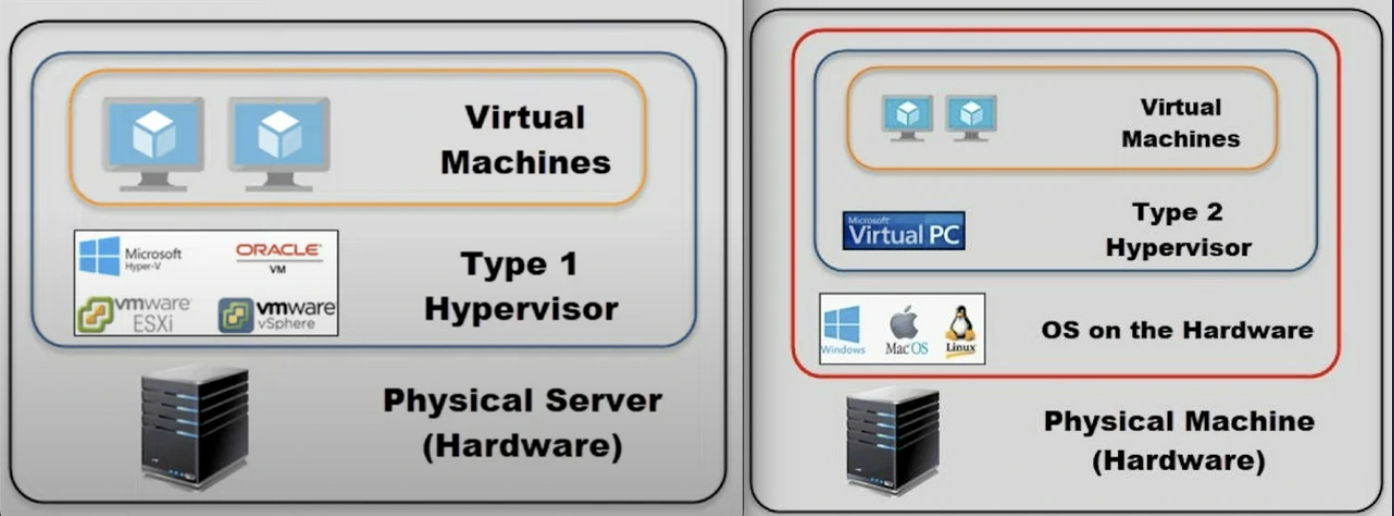 Virtual
Machines
Microsoft
Hyper-V
ORACLE
VM
vmware
ESXi
vmware
vSphere
Type 1
Hypervisor
Physical Server
(Hardware)
Virtual
Machines
Microsoft
Virtual PC
Type 2
Hypervisor
Windows
Mac OS
Linux
OS on the Hardware
Physical Machine
(Hardware)